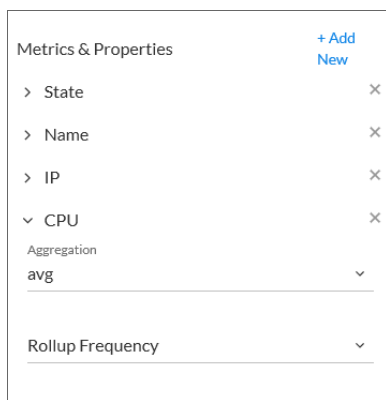 Metrics & Properties
+ Add
New
State
Name
IP
CPU
Aggregation
avg
Rollup Frequency